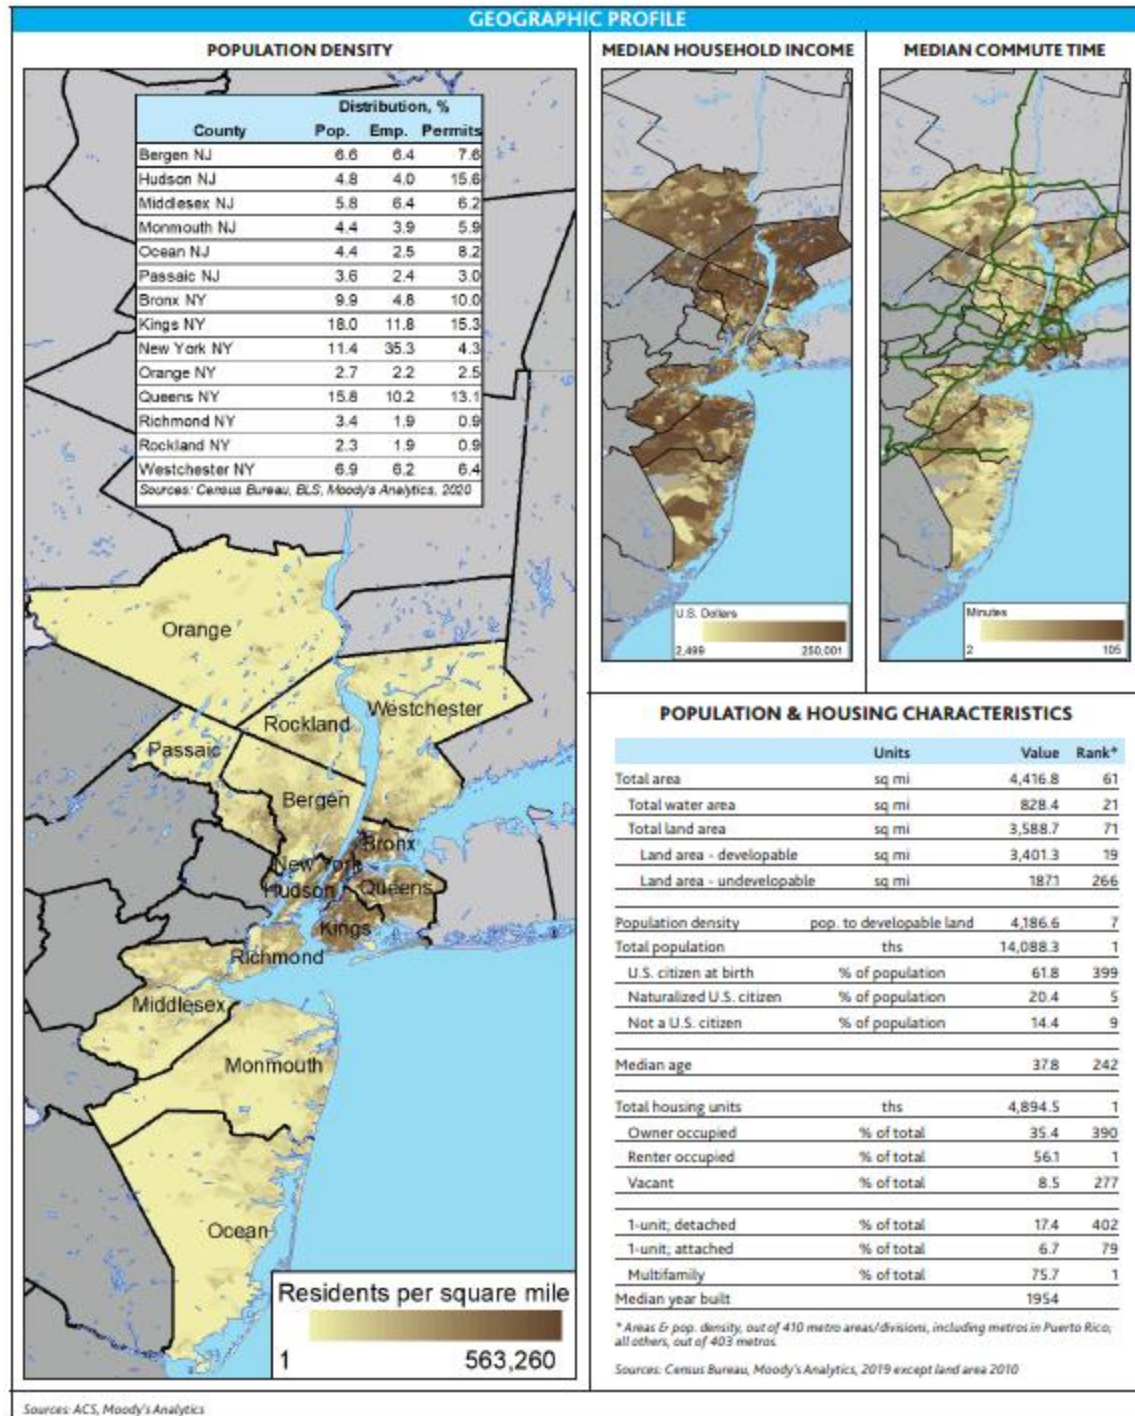 GEOGRAPHIC PROFILE
POPULATION DENSITY
Distribution, %
County Pop. Emp. Permits
Bergen NJ 6.6 6.4 7.6
Hudson NJ 4.8 4.0 15.6
Middlesex NJ 5.8 6.4 6.2
Monmouth NJ 4.4 3.9 5.9
Ocean NJ 4.4 2.5 8.2
Passaic NJ 3.6 2.4 3.0
Bronx NY 9.9 4.8 10.0
Kings NY 18.0 11.8 15.3
New York NY 11.4 35.3 4.3
Orange NY 2.7 2.2 2.5
Queens NY 15.8 10.2 13.1
Richmond NY 3.4 1.9 0.9
Rockland NY 2.3 1.9 0.9
Westchester NY 6.9 6.2 6.4
Sources: Census Bureau, BLS, Moody's Analytics, 2020
Orange
Westchester
Rockland
Passaic
Bergen
Bronx
New York
Hudson
Queens
Kings
Richmond
Middlesex
Monmouth
Ocean
Residents per square mile
1 563,260
MEDIAN HOUSEHOLD INCOME
U.S. Dollars
2,499 250,001
MEDIAN COMMUTE TIME
Minutes
2 105
POPULATION & HOUSING CHARACTERISTICS
Units Value Rank*
Total area sq mi 4,416.8 61
Total water area sq mi 828.4 21
Total land area sq mi 3,588.7 71
Land area - developable sq mi 3,401.3 19
Land area - undevelopable sq mi 187.1 266
Population density pop. to developable land 4,186.6 7
Total population ths 14,088.3 1
U.S. citizen at birth % of population 61.8 399
Naturalized U.S. citizen % of population 20.4 5
Not a U.S. citizen % of population 14.4 9
Median age 37.8 242
Total housing units ths 4,894.5 1
Owner occupied % of total 35.4 390
Renter occupied % of total 56.1 1
Vacant % of total 8.5 277
1-unit; detached % of total 17.4 402
1-unit; attached % of total 6.7 79
Multifamily % of total 75.7 1
Median year built 1954
* Areas & pop. density, out of 410 metro areas/divisions, including metros in Puerto Rico;
all others, out of 403 metros.
Sources: Census Bureau, Moody's Analytics, 2019 except land area 2010
Sources: ACS, Moody's Analytics